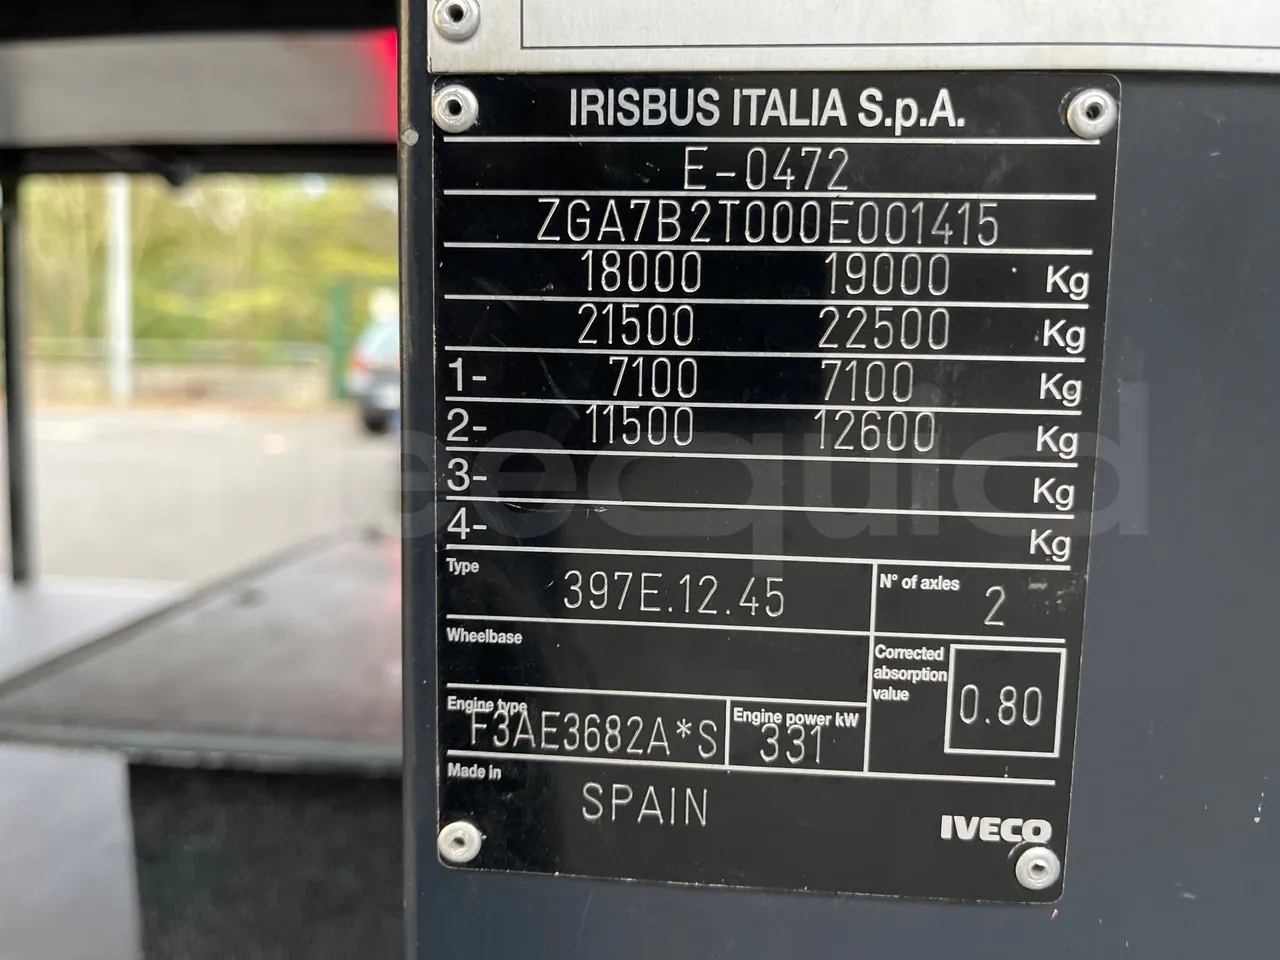 IRISBUS ITALIA S.p.A.
E-0472
ZGA7B2T000E001415
18000 19000 Kg
21500 22500 Kg
1- 7100 7100 Kg
2- 11500 12600 Kg
3- Kg
4- Kg
Type 397E.12.45 N° of axles 2
Wheelbase
Corrected absorption value 0.80
Engine type F3AE3682A*S Engine power kW 331
Made in SPAIN
IVECO